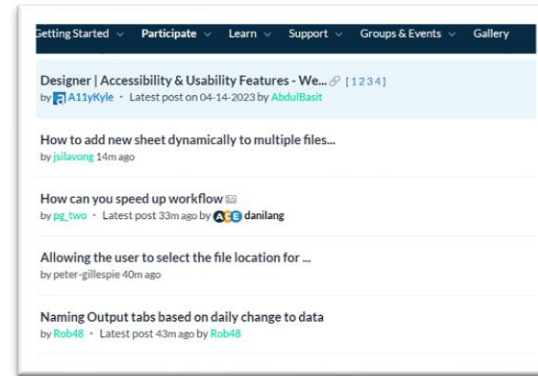 Getting Started Participate Learn Support Groups & Events Gallery
Designer | Accessibility & Usability Features - We... [1 2 3 4]
by A11yKyle • Latest post on 04-14-2023 by AbdulBasit
How to add new sheet dynamically to multiple files...
by jsilavong 14m ago
How can you speed up workflow
by pg_two • Latest post 33m ago by ACE danilang
Allowing the user to select the file location for ...
by peter-gillespie 40m ago
Naming Output tabs based on daily change to data
by Rob48 • Latest post 43m ago by Rob48